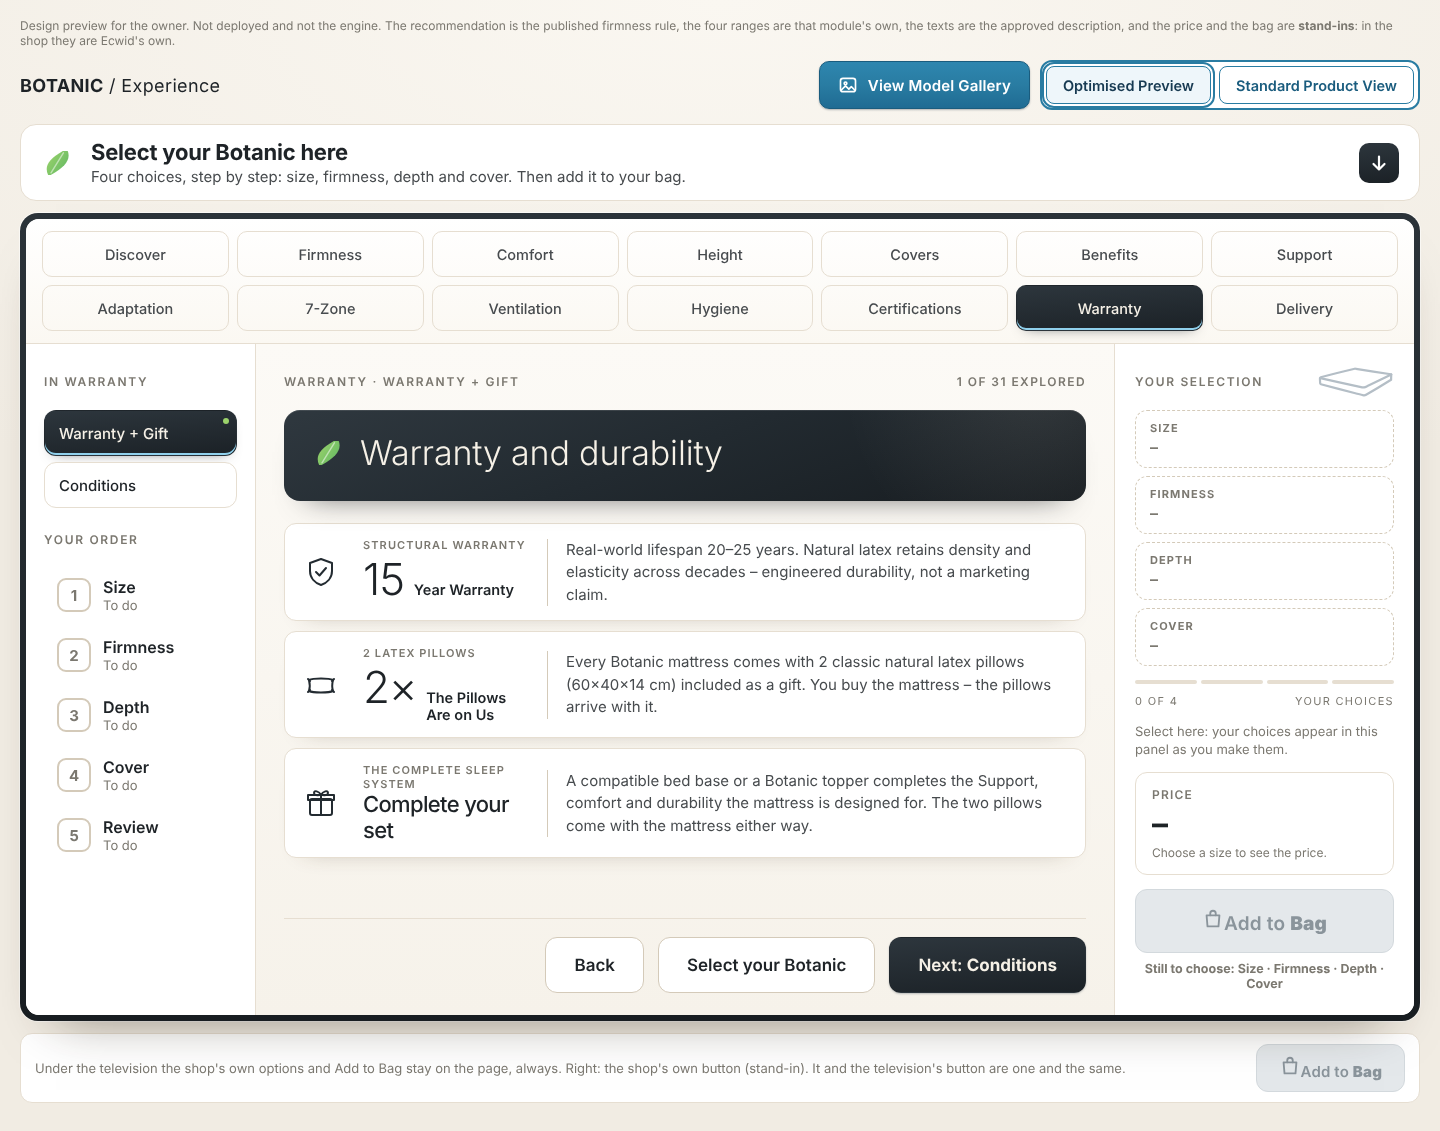 Design preview for the owner. Not deployed and not the engine. The recommendation is the published firmness rule, the four ranges are that module's own, the texts are the approved description, and the price and the bag are stand-ins: in the
shop they are Ecwid's own.
BOTANIC / Experience
View Model Gallery
Optimised Preview
Standard Product View
Select your Botanic here
Four choices, step by step: size, firmness, depth and cover. Then add it to your bag.
Discover
Firmness
Comfort
Height
Covers
Benefits
Support
Adaptation
7-Zone
Ventilation
Hygiene
Certifications
Warranty
Delivery
IN WARRANTY
Warranty + Gift
Conditions
YOUR ORDER
1
Size
To do
2
Firmness
To do
3
Depth
To do
4
Cover
To do
5
Review
To do
WARRANTY · WARRANTY + GIFT
1 OF 31 EXPLORED
Warranty and durability
STRUCTURAL WARRANTY
15 Year Warranty
Real-world lifespan 20–25 years. Natural latex retains density and
elasticity across decades – engineered durability, not a marketing
claim.
2 LATEX PILLOWS
2× The Pillows
Are on Us
Every Botanic mattress comes with 2 classic natural latex pillows
(60×40×14 cm) included as a gift. You buy the mattress – the pillows
arrive with it.
THE COMPLETE SLEEP
SYSTEM
Complete your
set
A compatible bed base or a Botanic topper completes the Support,
comfort and durability the mattress is designed for. The two pillows
come with the mattress either way.
Back
Select your Botanic
Next: Conditions
YOUR SELECTION
SIZE
–
FIRMNESS
–
DEPTH
–
COVER
–
0 OF 4
YOUR CHOICES
Select here: your choices appear in this
panel as you make them.
PRICE
–
Choose a size to see the price.
Add to Bag
Still to choose: Size · Firmness · Depth ·
Cover
Under the television the shop's own options and Add to Bag stay on the page, always. Right: the shop's own button (stand-in). It and the television's button are one and the same.
Add to Bag